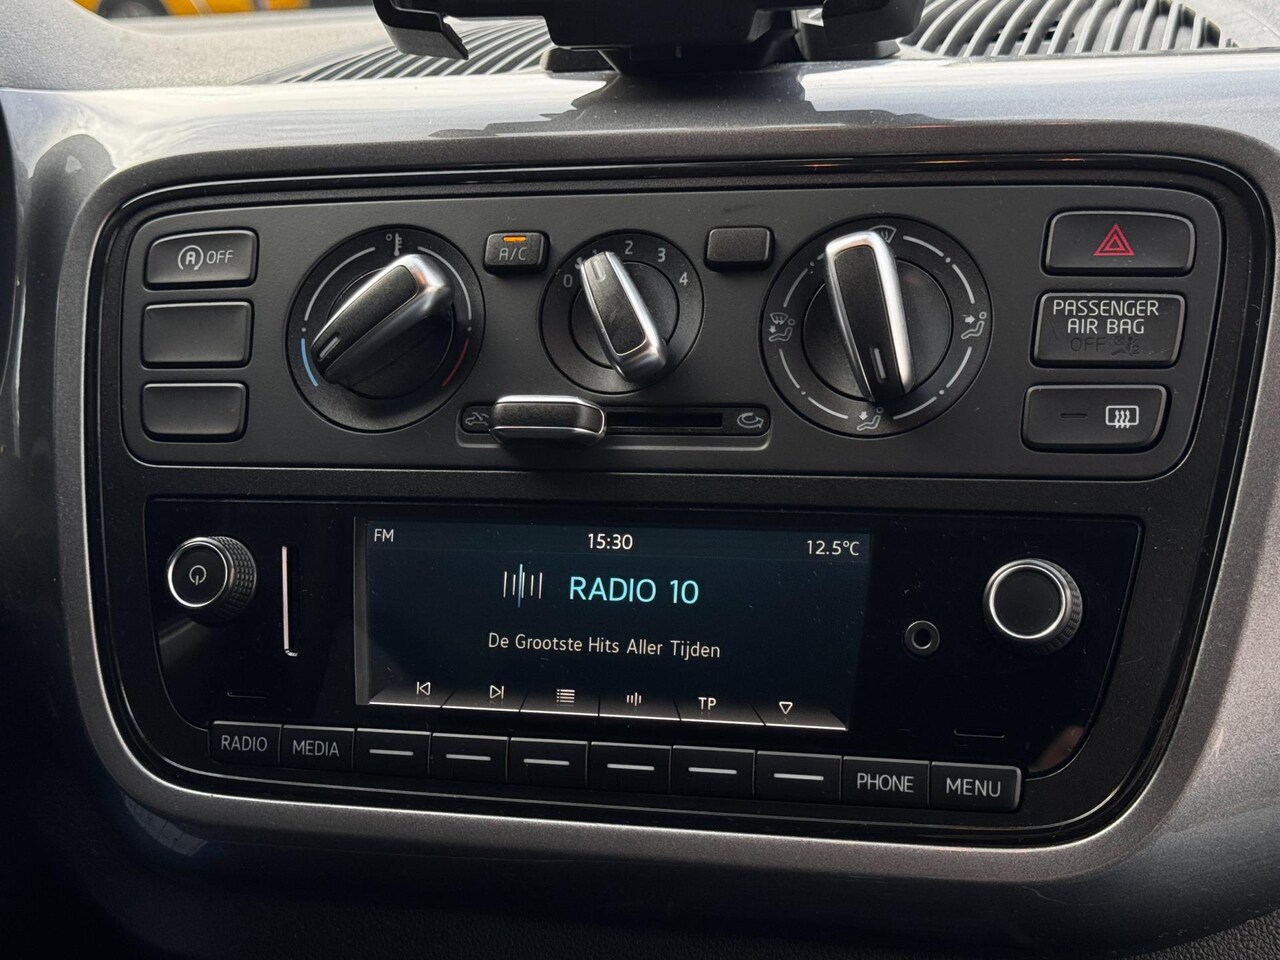 OFF
A/C
0 2 3 4
PASSENGER
AIR BAG
OFF
FM 15:30 12.5°C
RADIO 10
De Grootste Hits Aller Tijden
TP
RADIO MEDIA PHONE MENU